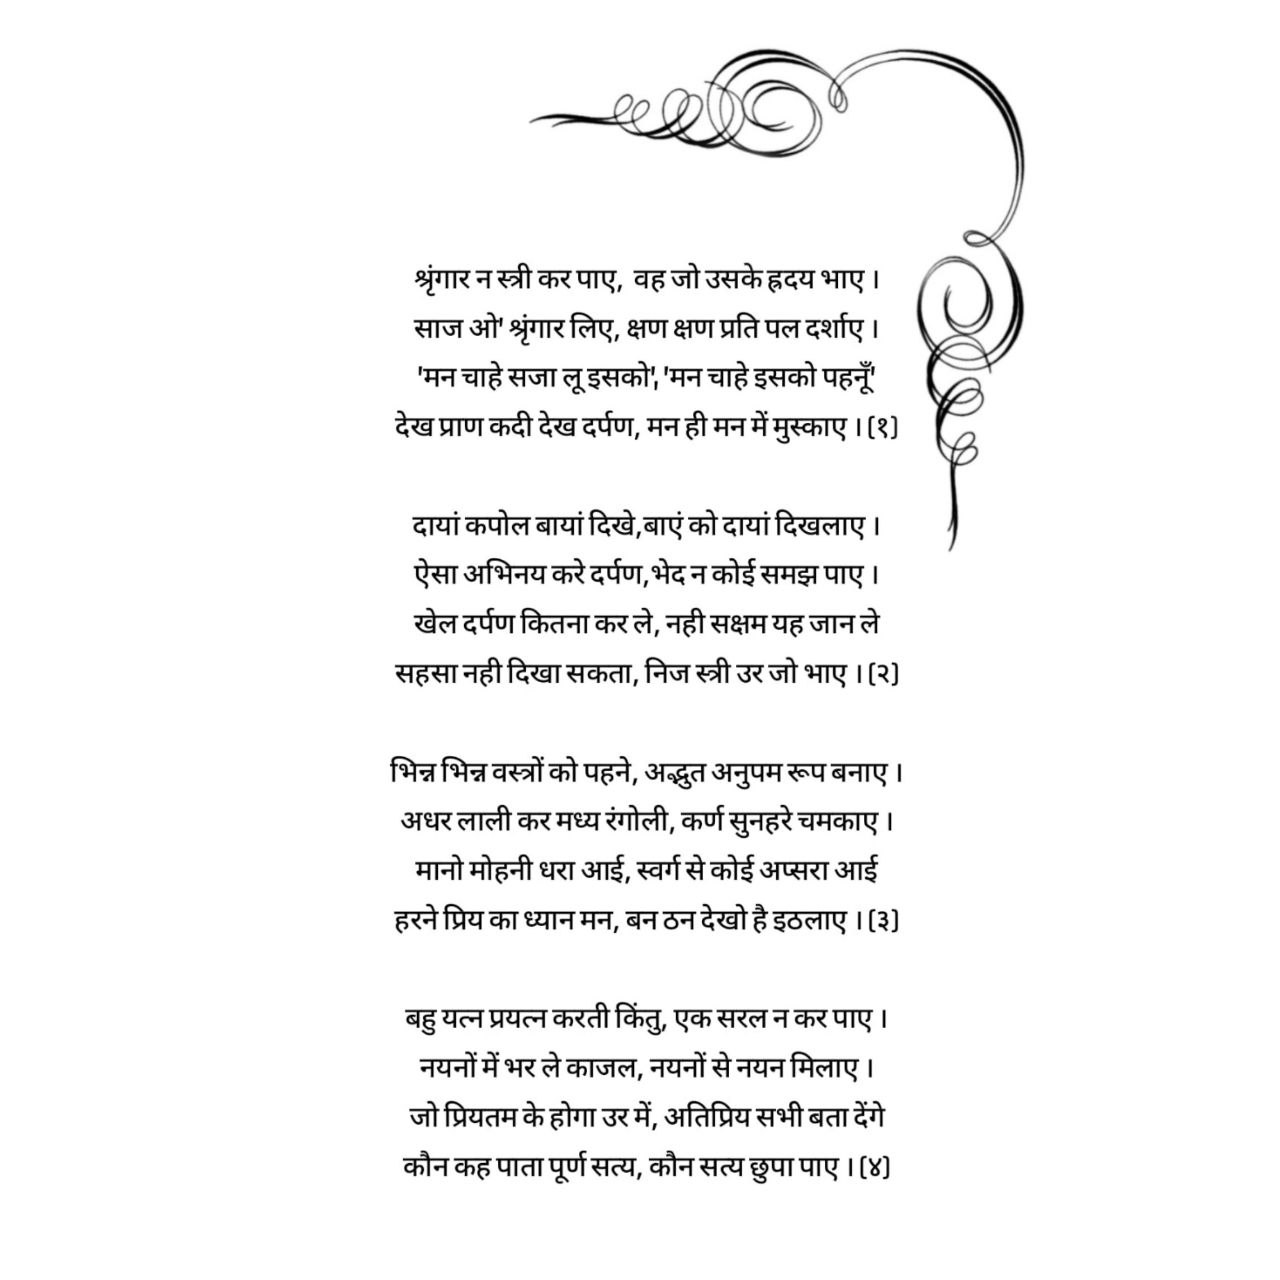 श्रृंगार न स्त्री कर पाए, वह जो उसके ह्रदय भाए ।
साज ओ' श्रृंगार लिए, क्षण क्षण प्रति पल दर्शाए ।
'मन चाहे सजा लू इसको', 'मन चाहे इसको पहनूँ'
देख प्राण कदी देख दर्पण, मन ही मन में मुस्काए । (१)
दायां कपोल बायां दिखे,बाएं को दायां दिखलाए ।
ऐसा अभिनय करे दर्पण,भेद न कोई समझ पाए ।
खेल दर्पण कितना कर ले, नही सक्षम यह जान ले
सहसा नही दिखा सकता, निज स्त्री उर जो भाए । (२)
भिन्न भिन्न वस्त्रों को पहने, अद्भुत अनुपम रूप बनाए ।
अधर लाली कर मध्य रंगोली, कर्ण सुनहरे चमकाए ।
मानो मोहनी धरा आई, स्वर्ग से कोई अप्सरा आई
हरने प्रिय का ध्यान मन, बन ठन देखो है इठलाए । (३)
बहु यत्न प्रयत्न करती किंतु, एक सरल न कर पाए ।
नयनों में भर ले काजल, नयनों से नयन मिलाए ।
जो प्रियतम के होगा उर में, अतिप्रिय सभी बता देंगे
कौन कह पाता पूर्ण सत्य, कौन सत्य छुपा पाए । (४)